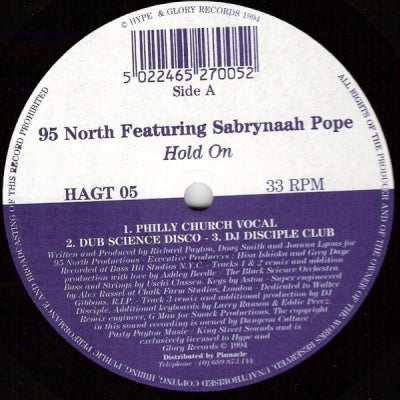 © HYPE & GLORY RECORDS 1994
5 022465 270052
Side A
95 North Featuring Sabrynaah Pope
Hold On
HAGT 05
33 RPM
1. PHILLY CHURCH VOCAL
2. DUB SCIENCE DISCO - 3. DJ DISCIPLE CLUB
Written and Produced by Richard Payton, Doug Smith and Joanna Lyons for
95 North Productions - Executive Producers : Hisa Ishioka and Greg Daye
Recorded at Bass Hit Studios N.Y.C. - Tracks 1 & 2 remix and addition
production with love by Ashley Beedle - The Black Science Orchestra,
Bass and Strings by Uschi Classen. Keys by Aston - Super remix engineered
by Alex Russel at Chalk Farm Studios, London - Dedicated to Walter
Gibbons. R.I.P. - Track 3 remix and additional production by DJ
Disciple. Additional keyboards by Larry Ranson & Eddie Perez.
Remix engineer, G Man for Smack Productions. The copyright
in this sound recording is owned by Dungeon Culture
Party Payton Music - King Street Sounds and is
exclusively licensed to Hype and
Glory Records © 1994
Distributed by Pinnacle
Telephone : (0) 689 873 144
ALL RIGHTS OF THE PRODUCER AND OF THE OWNER OF THE WORKS RESERVED. UNAUTHORISED COPYING, HIRING, PUBLIC PERFORMANCE AND BROADCASTING OF THIS RECORD PROHIBITED